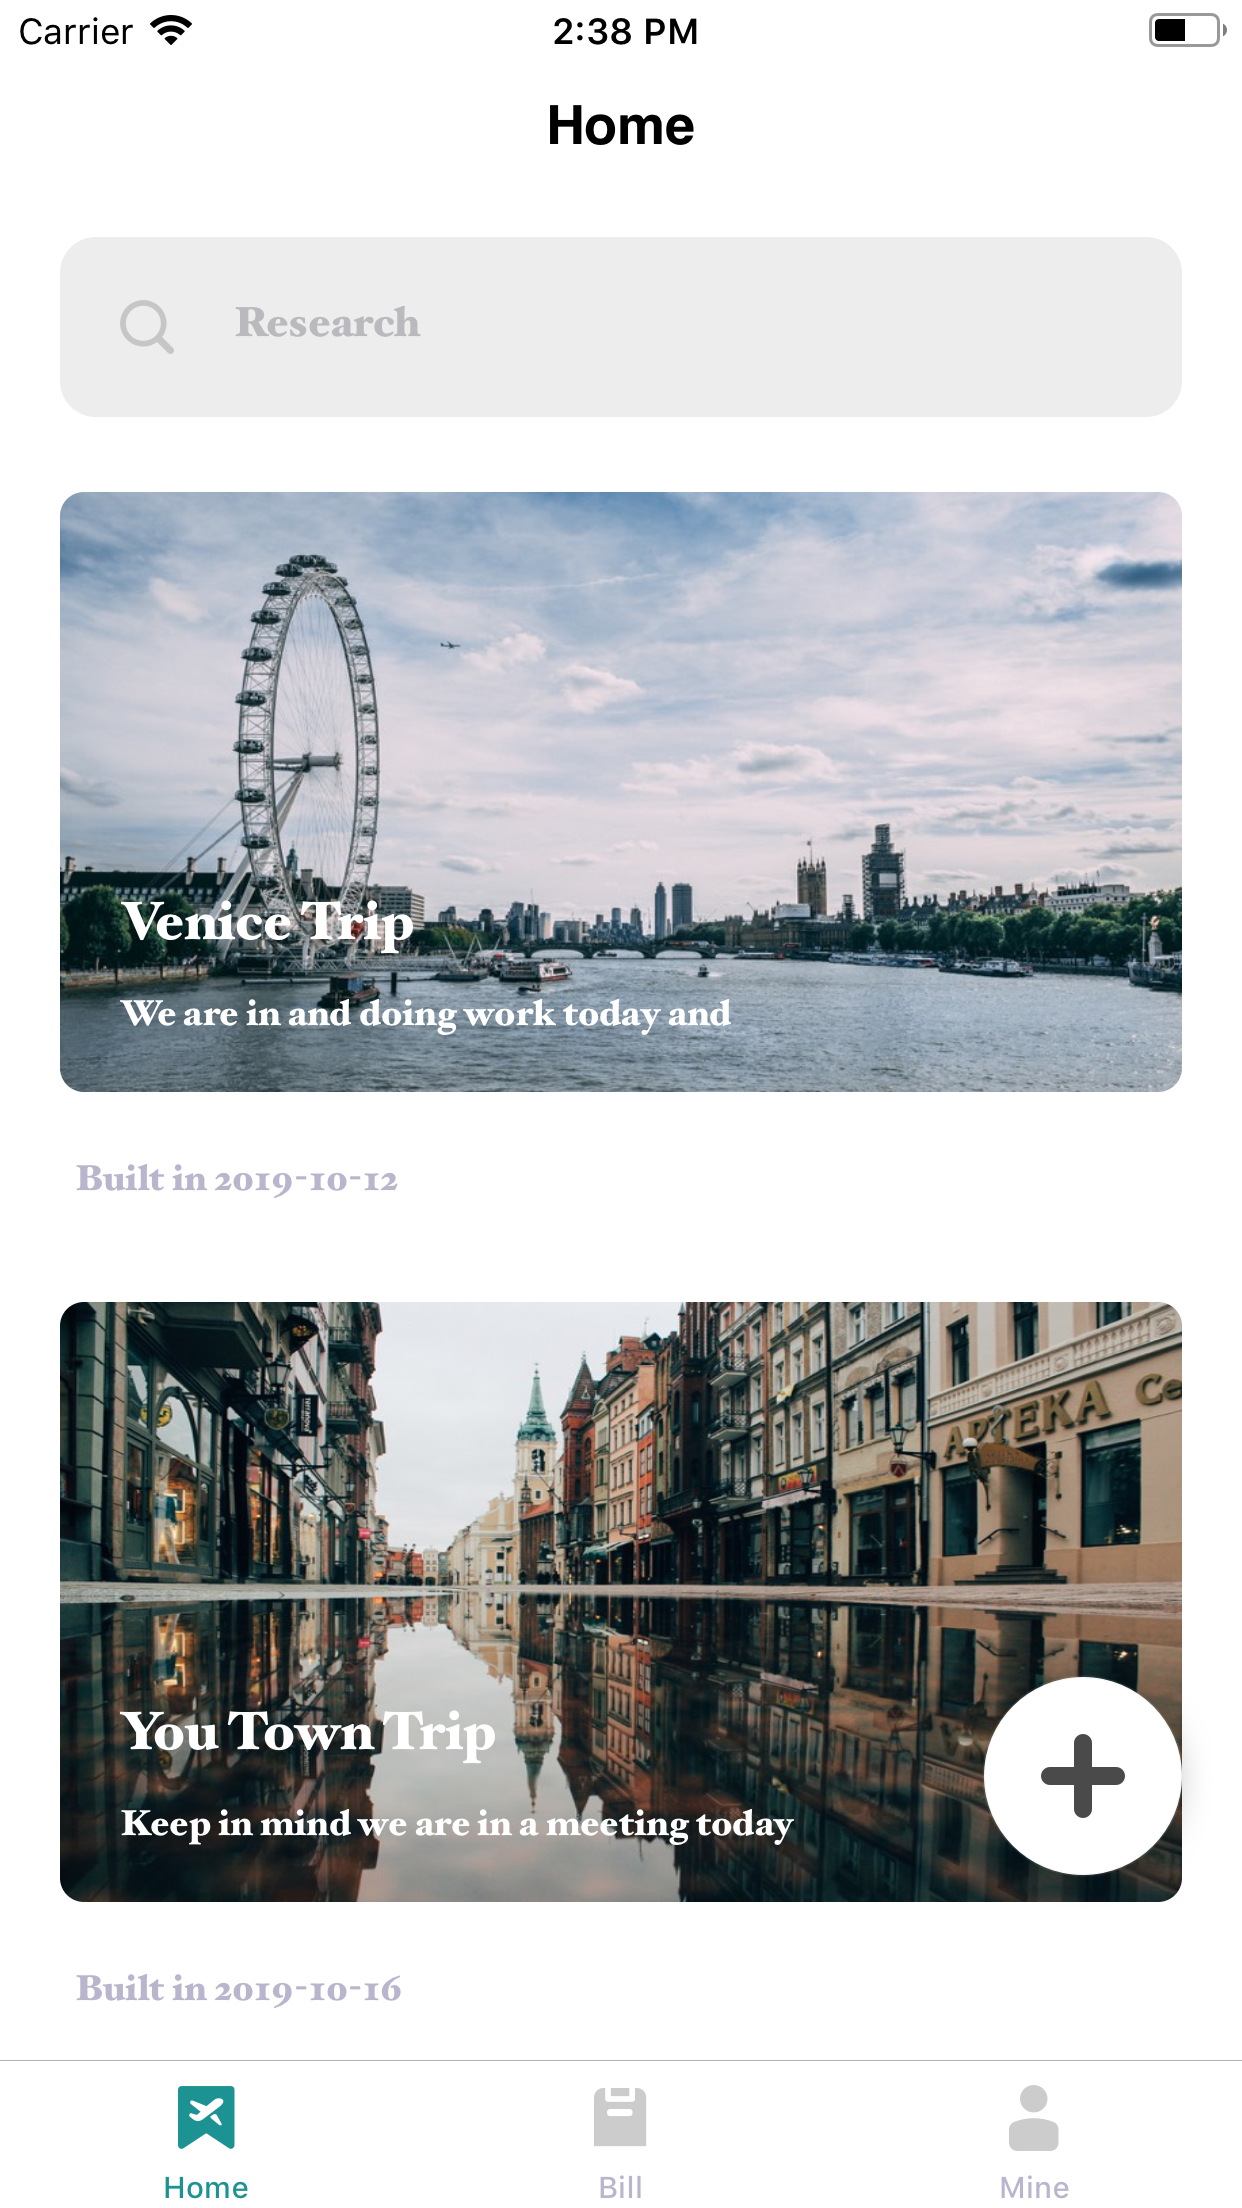 Carrier
2:38 PM
Home
Research
Venice Trip
We are in and doing work today and
Built in 2019-10-12
APTEKA Ce
You Town Trip
Keep in mind we are in a meeting today
Built in 2019-10-16
Home
Bill
Mine